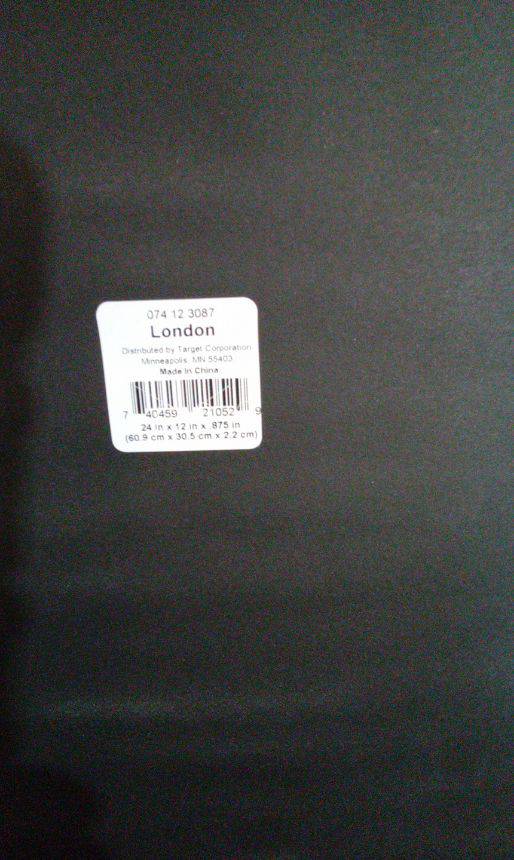 074 12 3087
London
Distributed by Target Corporation
Minneapolis, MN 55403
Made In China
7 40459 21052 9
24 in x 12 in x .875 in
(60.9 cm x 30.5 cm x 2.2 cm)